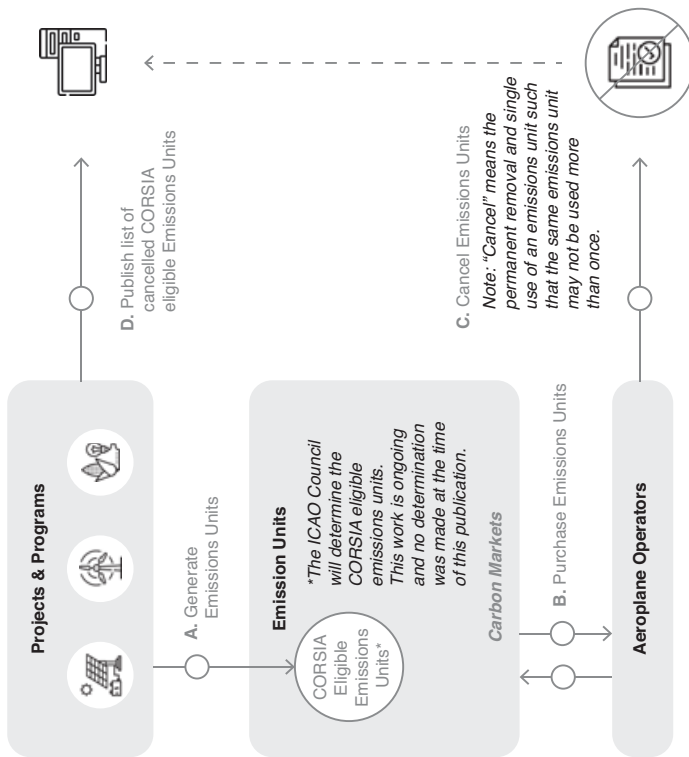 Projects & Programs
A. Generate
Emissions Units
D. Publish list of
cancelled CORSIA
eligible Emissions Units
Emission Units
CORSIA
Eligible
Emissions
Units*
*The ICAO Council
will determine the
CORSIA eligible
emissions units.
This work is ongoing
and no determination
was made at the time
of this publication.
Carbon Markets
B. Purchase Emissions Units
C. Cancel Emissions Units
Note: “Cancel” means the
permanent removal and single
use of an emissions unit such
that the same emissions unit
may not be used more
than once.
Aeroplane Operators